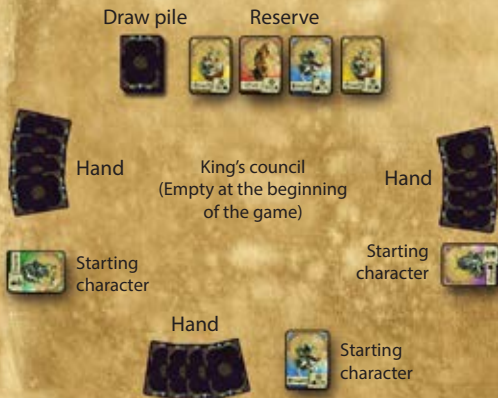 Draw pile
Reserve
Hand
King's council
(Empty at the beginning
of the game)
Hand
Starting
character
Starting
character
Hand
Starting
character